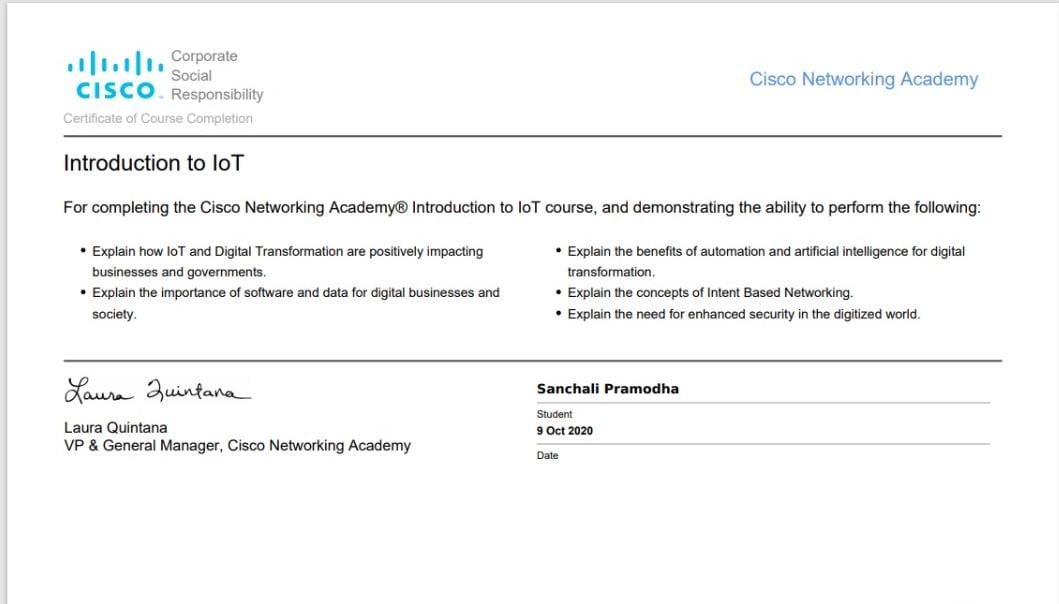 CISCO
Corporate
Social
Responsibility
Cisco Networking Academy
Certificate of Course Completion
Introduction to IoT
For completing the Cisco Networking Academy® Introduction to IoT course, and demonstrating the ability to perform the following:
• Explain how IoT and Digital Transformation are positively impacting
businesses and governments.
• Explain the importance of software and data for digital businesses and
society.
• Explain the benefits of automation and artificial intelligence for digital
transformation.
• Explain the concepts of Intent Based Networking.
• Explain the need for enhanced security in the digitized world.
Laura Quintana
Laura Quintana
VP & General Manager, Cisco Networking Academy
Sanchali Pramodha
Student
9 Oct 2020
Date